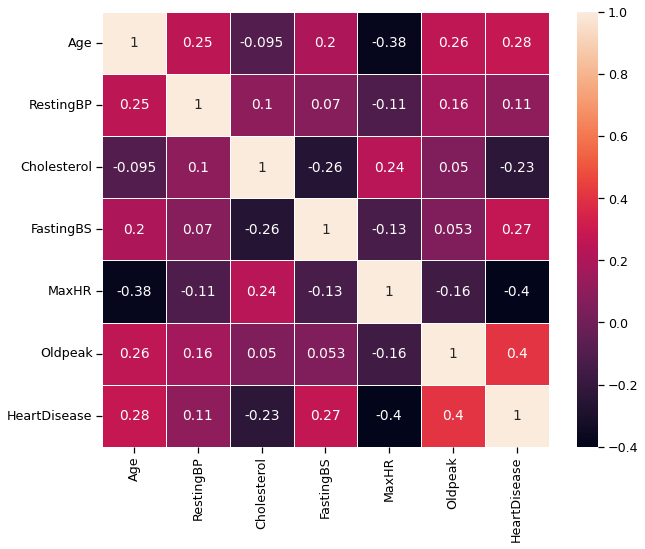 Age 1 0.25 -0.095 0.2 -0.38 0.26 0.28
RestingBP 0.25 1 0.1 0.07 -0.11 0.16 0.11
Cholesterol -0.095 0.1 1 -0.26 0.24 0.05 -0.23
FastingBS 0.2 0.07 -0.26 1 -0.13 0.053 0.27
MaxHR -0.38 -0.11 0.24 -0.13 1 -0.16 -0.4
Oldpeak 0.26 0.16 0.05 0.053 -0.16 1 0.4
HeartDisease 0.28 0.11 -0.23 0.27 -0.4 0.4 1
Age RestingBP Cholesterol FastingBS MaxHR Oldpeak HeartDisease
1.0
0.8
0.6
0.4
0.2
0.0
−0.2
−0.4